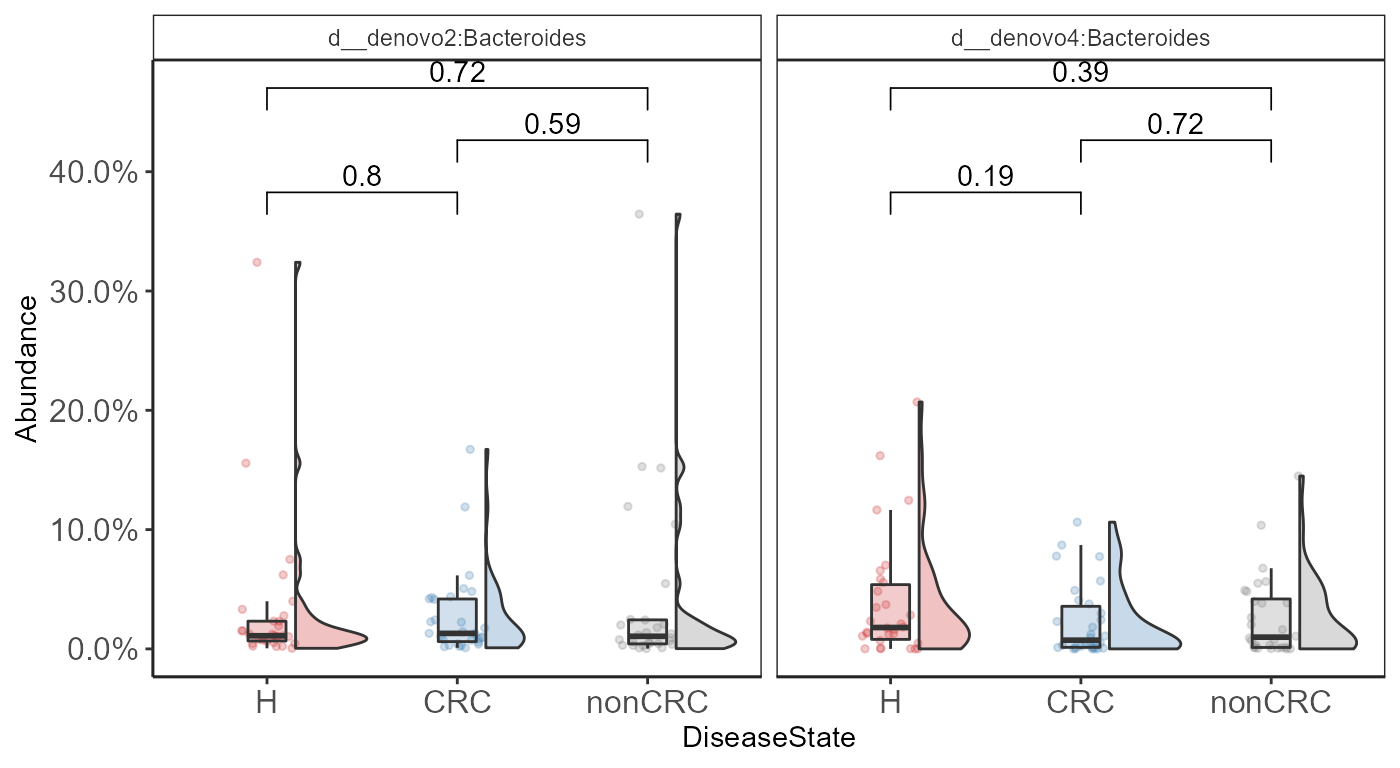 d__denovo2:Bacteroides
d__denovo4:Bacteroides
0.72
0.59
0.8
0.39
0.72
0.19
Abundance
40.0%
30.0%
20.0%
10.0%
0.0%
H CRC nonCRC
H CRC nonCRC
DiseaseState